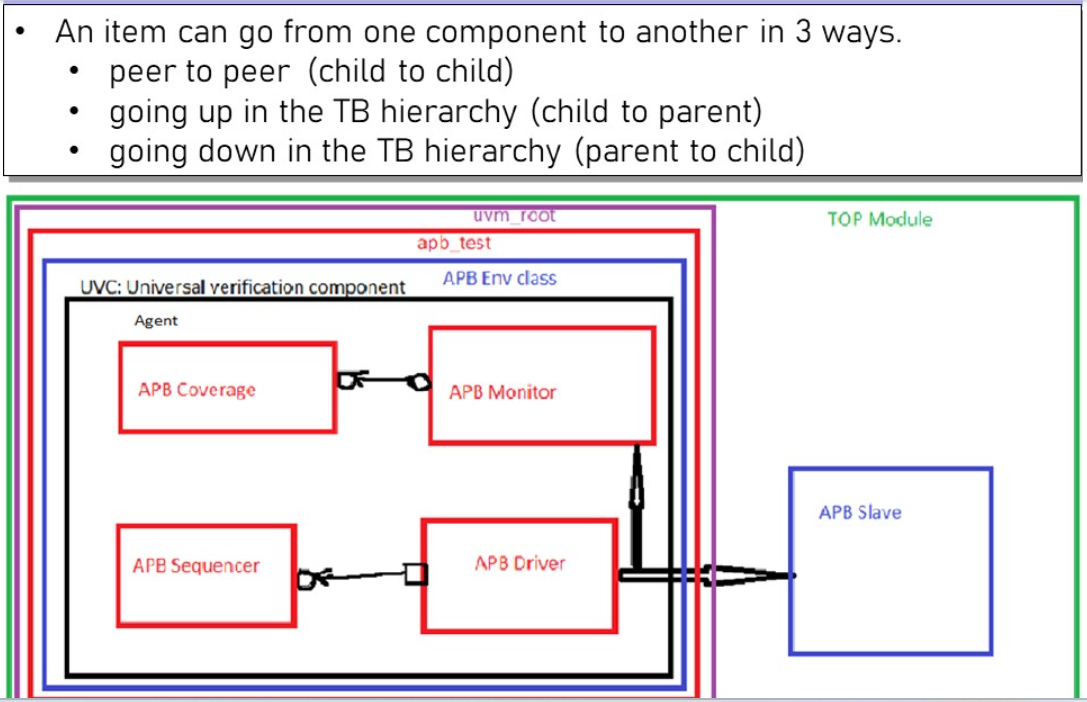 • An item can go from one component to another in 3 ways.
• peer to peer (child to child)
• going up in the TB hierarchy (child to parent)
• going down in the TB hierarchy (parent to child)
uvm_root
TOP Module
apb_test
APB Env class
UVC: Universal verification component
Agent
APB Coverage
APB Monitor
APB Slave
APB Sequencer
APB Driver